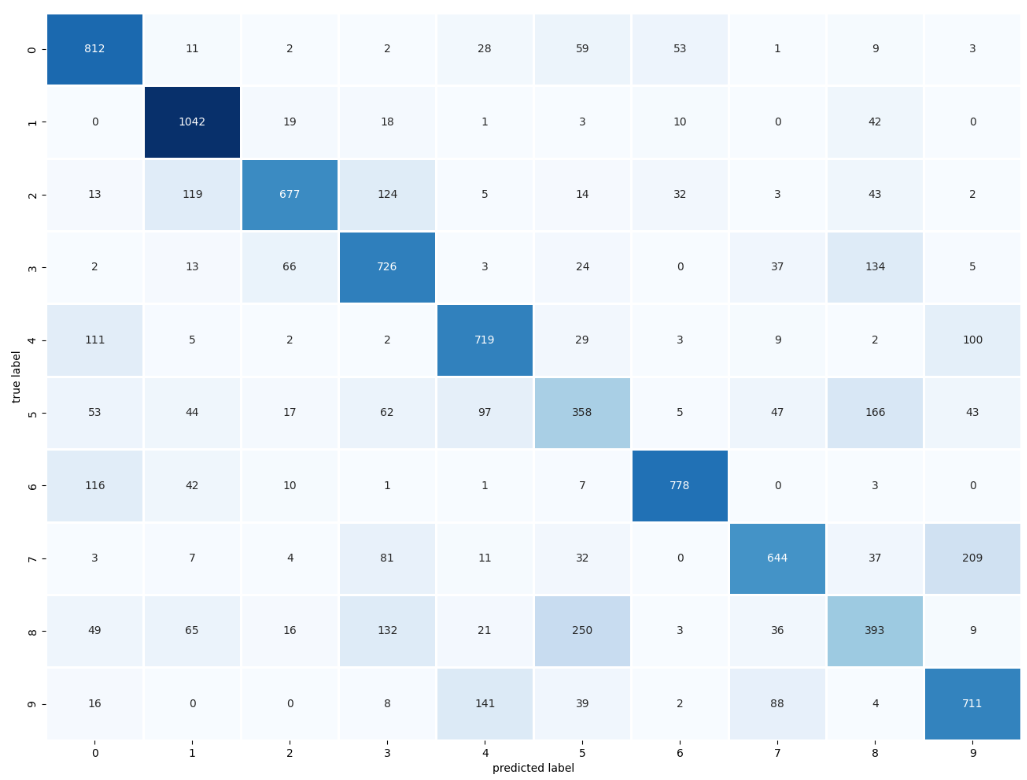 0 812 11 2 2 28 59 53 1 9 3
1 0 1042 19 18 1 3 10 0 42 0
2 13 119 677 124 5 14 32 3 43 2
3 2 13 66 726 3 24 0 37 134 5
4 111 5 2 2 719 29 3 9 2 100
true label
5 53 44 17 62 97 358 5 47 166 43
6 116 42 10 1 1 7 778 0 3 0
7 3 7 4 81 11 32 0 644 37 209
8 49 65 16 132 21 250 3 36 393 9
9 16 0 0 8 141 39 2 88 4 711
0 1 2 3 4 5 6 7 8 9
predicted label